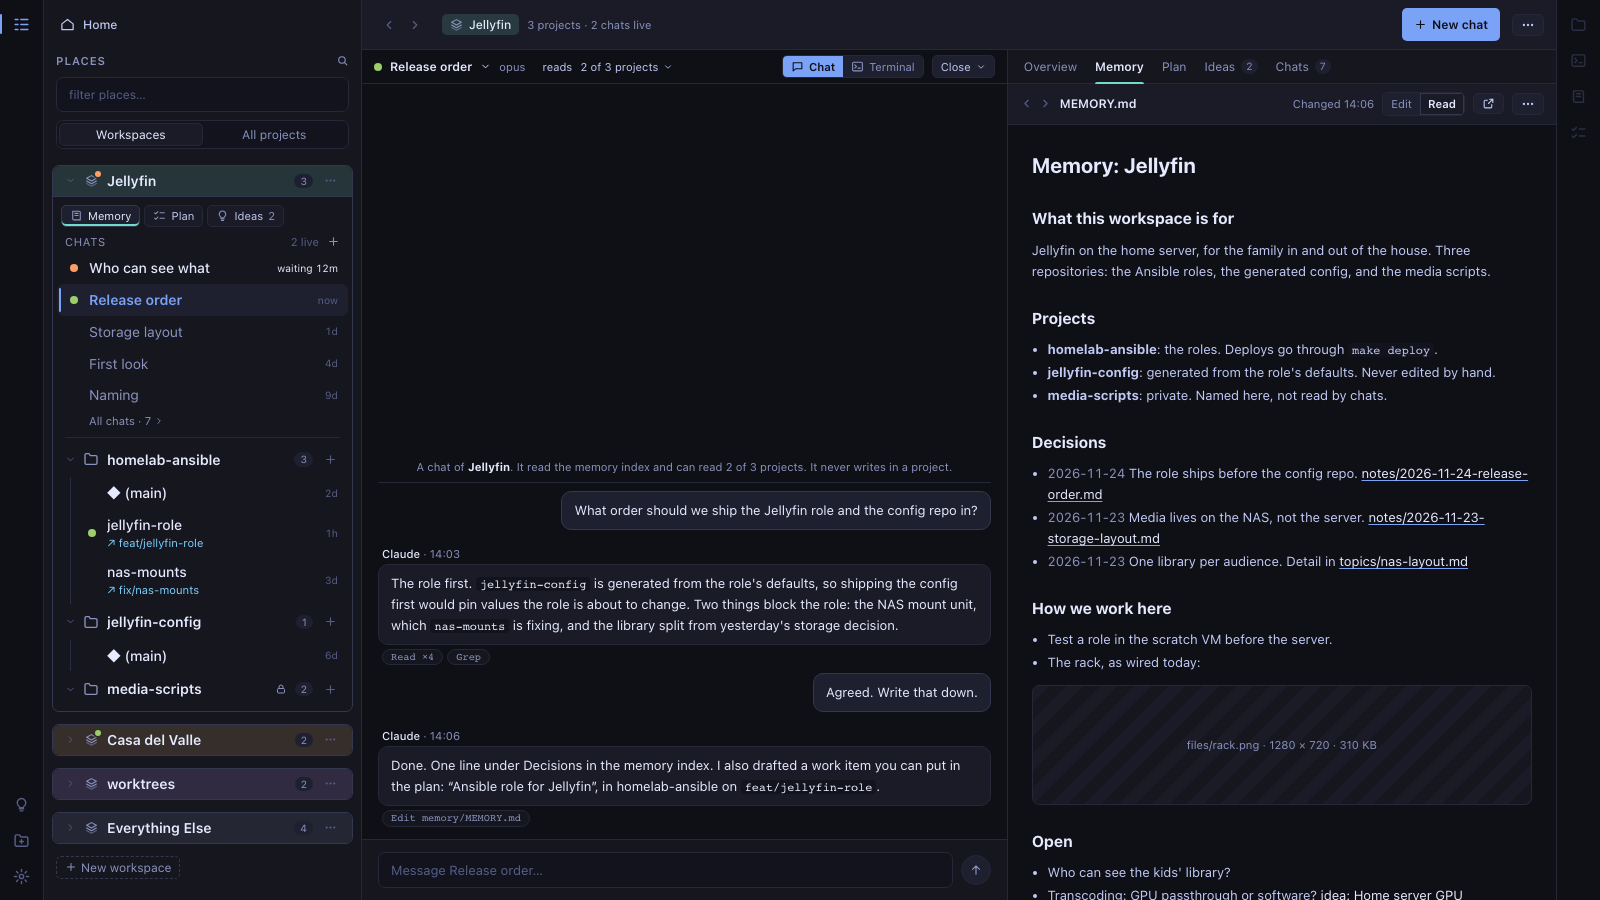 Home
PLACES
filter places...
Workspaces
All projects
Jellyfin
3
Memory
Plan
Ideas 2
CHATS
2 live
Who can see what
waiting 12m
Release order
now
Storage layout
1d
First look
4d
Naming
9d
All chats · 7
homelab-ansible
3
(main)
2d
jellyfin-role
feat/jellyfin-role
1h
nas-mounts
fix/nas-mounts
3d
jellyfin-config
1
(main)
6d
media-scripts
2
Casa del Valle
2
worktrees
2
Everything Else
4
New workspace
Jellyfin
3 projects · 2 chats live
New chat
Release order
opus
reads 2 of 3 projects
Chat
Terminal
Close
A chat of Jellyfin. It read the memory index and can read 2 of 3 projects. It never writes in a project.
What order should we ship the Jellyfin role and the config repo in?
Claude · 14:03
The role first. jellyfin-config is generated from the role's defaults, so shipping the config
first would pin values the role is about to change. Two things block the role: the NAS mount unit,
which nas-mounts is fixing, and the library split from yesterday's storage decision.
Read ×4
Grep
Agreed. Write that down.
Claude · 14:06
Done. One line under Decisions in the memory index. I also drafted a work item you can put in
the plan: “Ansible role for Jellyfin”, in homelab-ansible on feat/jellyfin-role.
Edit memory/MEMORY.md
Message Release order...
Overview
Memory
Plan
Ideas 2
Chats 7
MEMORY.md
Changed 14:06
Edit
Read
Memory: Jellyfin
What this workspace is for
Jellyfin on the home server, for the family in and out of the house. Three
repositories: the Ansible roles, the generated config, and the media scripts.
Projects
• homelab-ansible: the roles. Deploys go through make deploy.
• jellyfin-config: generated from the role's defaults. Never edited by hand.
• media-scripts: private. Named here, not read by chats.
Decisions
• 2026-11-24 The role ships before the config repo. notes/2026-11-24-release-
order.md
• 2026-11-23 Media lives on the NAS, not the server. notes/2026-11-23-
storage-layout.md
• 2026-11-23 One library per audience. Detail in topics/nas-layout.md
How we work here
• Test a role in the scratch VM before the server.
• The rack, as wired today:
files/rack.png · 1280 × 720 · 310 KB
Open
• Who can see the kids' library?
• Transcoding: GPU passthrough or software? idea: Home server GPU